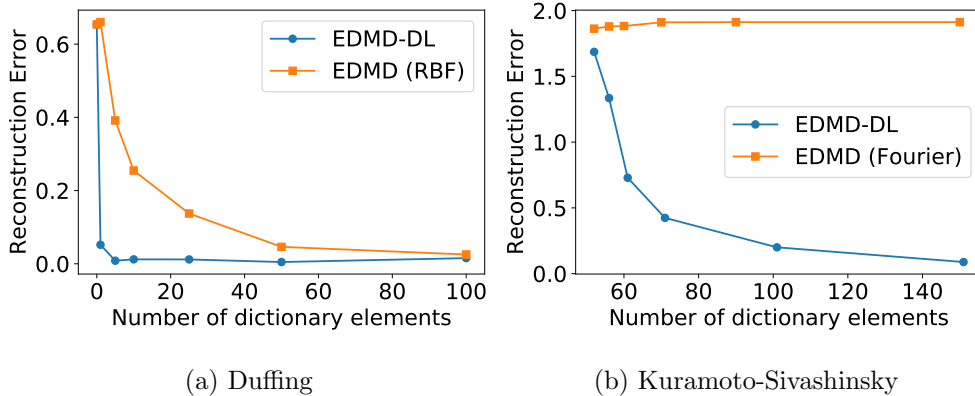 0.6
0.4
0.2
0.0
Reconstruction Error
EDMD-DL
EDMD (RBF)
0 20 40 60 80 100
Number of dictionary elements
(a) Duffing
2.0
1.5
1.0
0.5
0.0
Reconstruction Error
EDMD-DL
EDMD (Fourier)
60 80 100 120 140
Number of dictionary elements
(b) Kuramoto-Sivashinsky